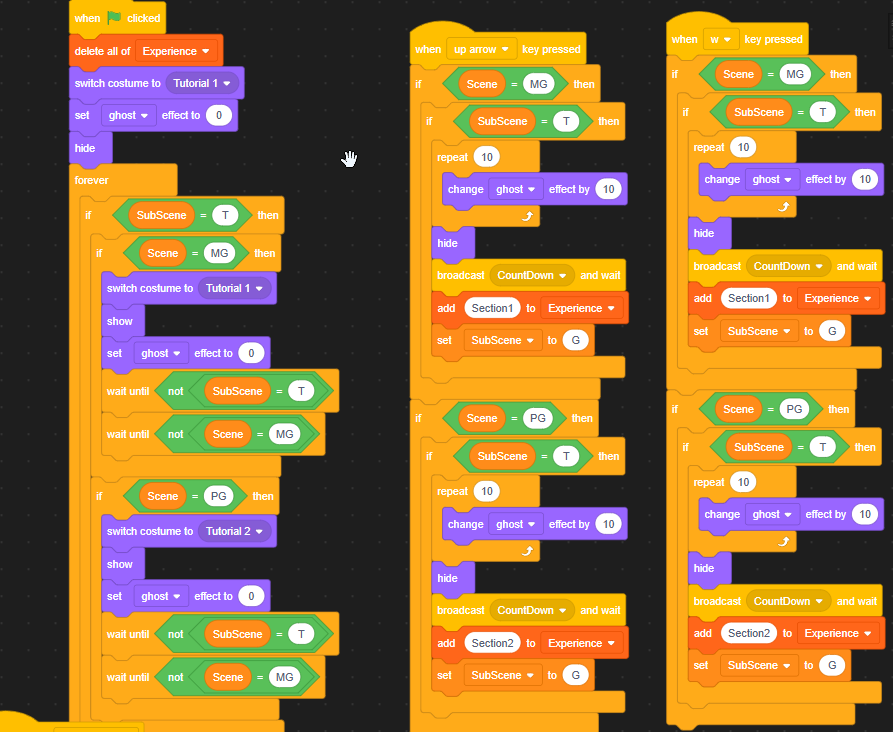 when clicked
delete all of Experience
switch costume to Tutorial 1
set ghost effect to 0
hide
forever
if SubScene = T then
if Scene = MG then
switch costume to Tutorial 1
show
set ghost effect to 0
wait until not SubScene = T
wait until not Scene = MG
if Scene = PG then
switch costume to Tutorial 2
show
set ghost effect to 0
wait until not SubScene = T
wait until not Scene = MG
when up arrow key pressed
if Scene = MG then
if SubScene = T then
repeat 10
change ghost effect by 10
hide
broadcast CountDown and wait
add Section1 to Experience
set SubScene to G
if Scene = PG then
if SubScene = T then
repeat 10
change ghost effect by 10
hide
broadcast CountDown and wait
add Section2 to Experience
set SubScene to G
when w key pressed
if Scene = MG then
if SubScene = T then
repeat 10
change ghost effect by 10
hide
broadcast CountDown and wait
add Section1 to Experience
set SubScene to G
if Scene = PG then
if SubScene = T then
repeat 10
change ghost effect by 10
hide
broadcast CountDown and wait
add Section2 to Experience
set SubScene to G